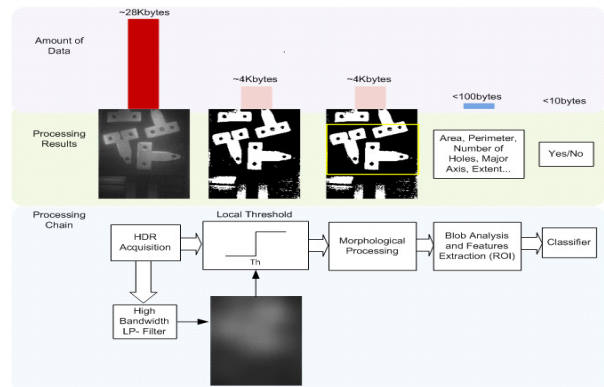 Amount of
Data
~28Kbytes
~4Kbytes
~4Kbytes
<100bytes
<10bytes
Processing
Results
Area, Perimeter,
Number of
Holes, Major
Axis, Extent...
Yes/No
Processing
Chain
HDR
Acquisition
Local Threshold
Th
Morphological
Processing
Blob Analysis
and Features
Extraction (ROI)
Classifier
High
Bandwidth
LP- Filter